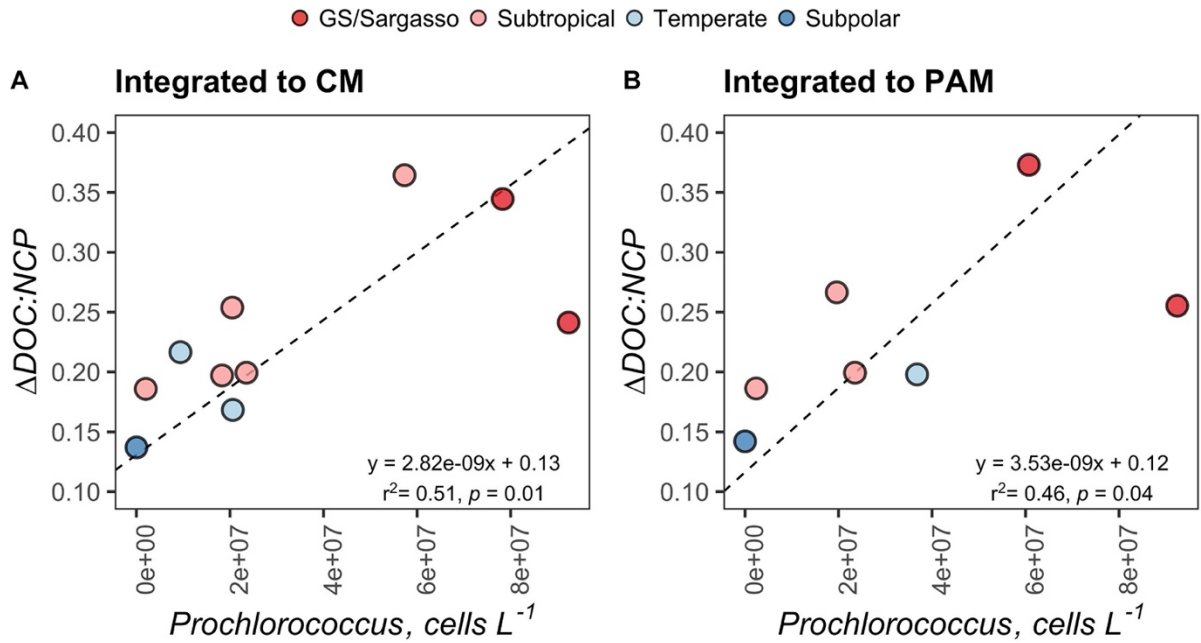 GS/Sargasso Subtropical Temperate Subpolar
A Integrated to CM
ΔDOC:NCP
0.40
0.35
0.30
0.25
0.20
0.15
0.10
y = 2.82e-09x + 0.13
r²= 0.51, p = 0.01
0e+00 2e+07 4e+07 6e+07 8e+07
Prochlorococcus, cells L⁻¹
B Integrated to PAM
ΔDOC:NCP
0.40
0.35
0.30
0.25
0.20
0.15
0.10
y = 3.53e-09x + 0.12
r²= 0.46, p = 0.04
0e+00 2e+07 4e+07 6e+07 8e+07
Prochlorococcus, cells L⁻¹